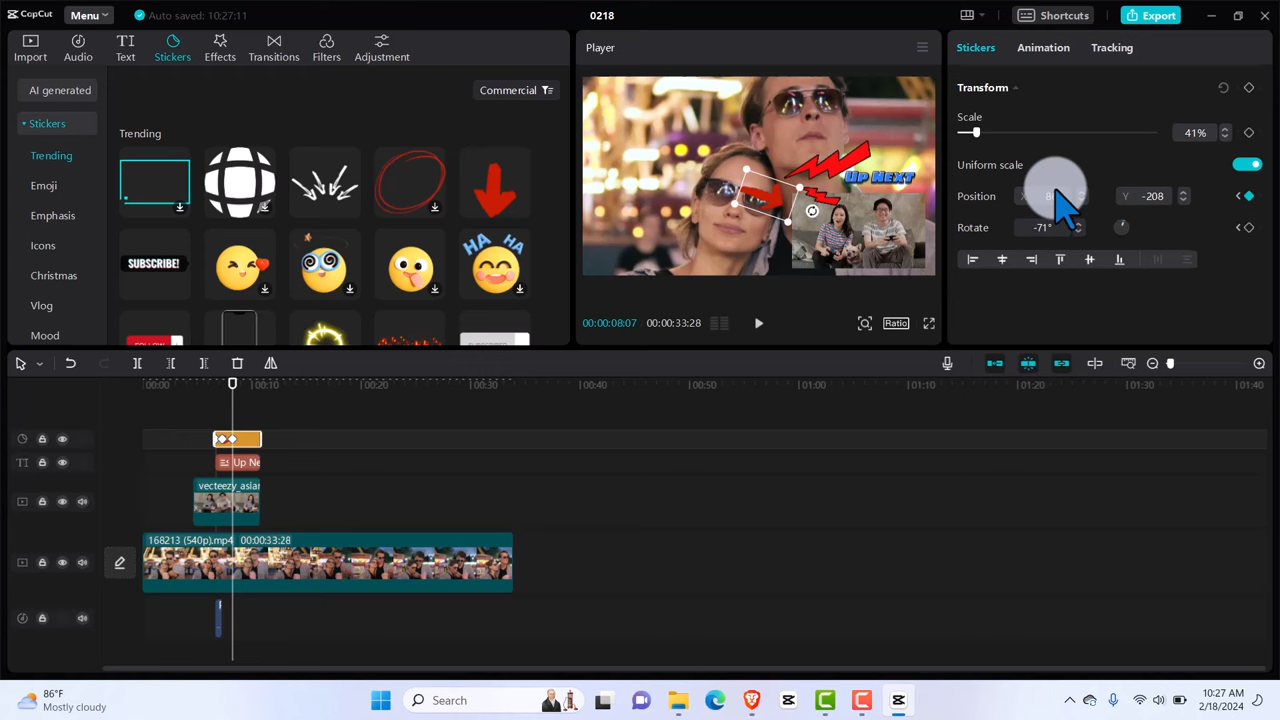 CapCut
Menu
Auto saved: 10:27:11
0218
Shortcuts
Export
Import
Audio
Text
Stickers
Effects
Transitions
Filters
Adjustment
AI generated
Stickers
Trending
Emoji
Emphasis
Icons
Christmas
Vlog
Mood
Commercial
Trending
SUBSCRIBE!
HA HA
FOLLOW
Player
UP NEXT
00:00:08:07
00:00:33:28
Ratio
Stickers
Animation
Tracking
Transform
Scale
41%
Uniform scale
Position
Y -208
Rotate
-71°
00:00
00:10
00:20
00:30
00:40
00:50
01:00
01:10
01:20
01:30
01:40
TI
Up Ne
vecteezy_asian
168213 (540p).mp4 00:00:33:28
86°F
Mostly cloudy
Search
10:27 AM
2/18/2024